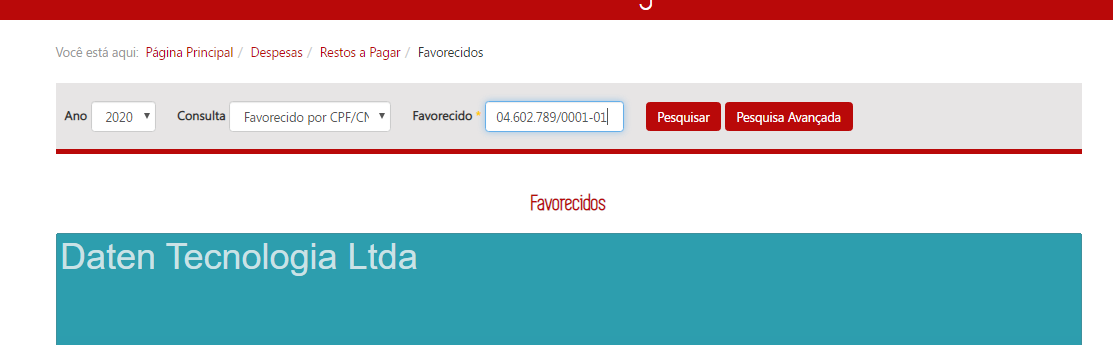 Você está aqui: Página Principal / Despesas / Restos a Pagar / Favorecidos
Ano 2020 Consulta Favorecido por CPF/CN Favorecido * 04.602.789/0001-01 Pesquisar Pesquisa Avançada
Favorecidos
Daten Tecnologia Ltda